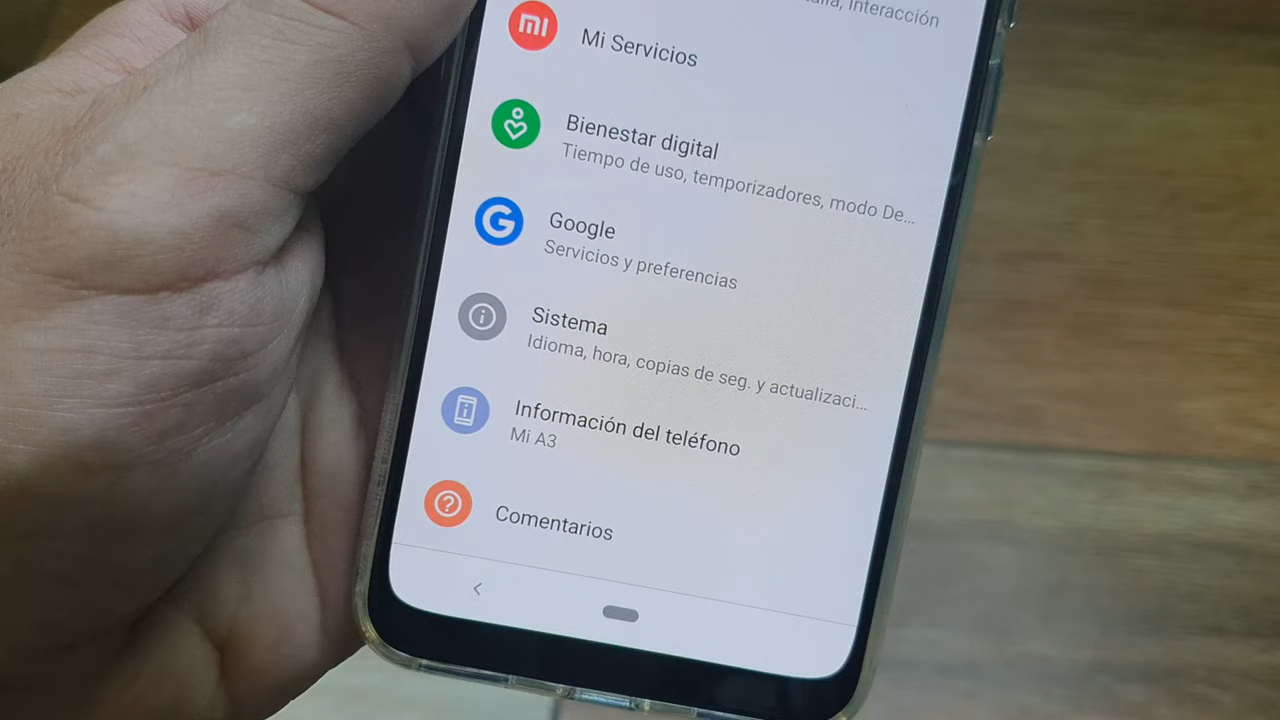 Interacción
Mi Servicios
Bienestar digital
Tiempo de uso, temporizadores, modo De...
Google
Servicios y preferencias
Sistema
Idioma, hora, copias de seg. y actualizaci...
Información del teléfono
Mi A3
Comentarios